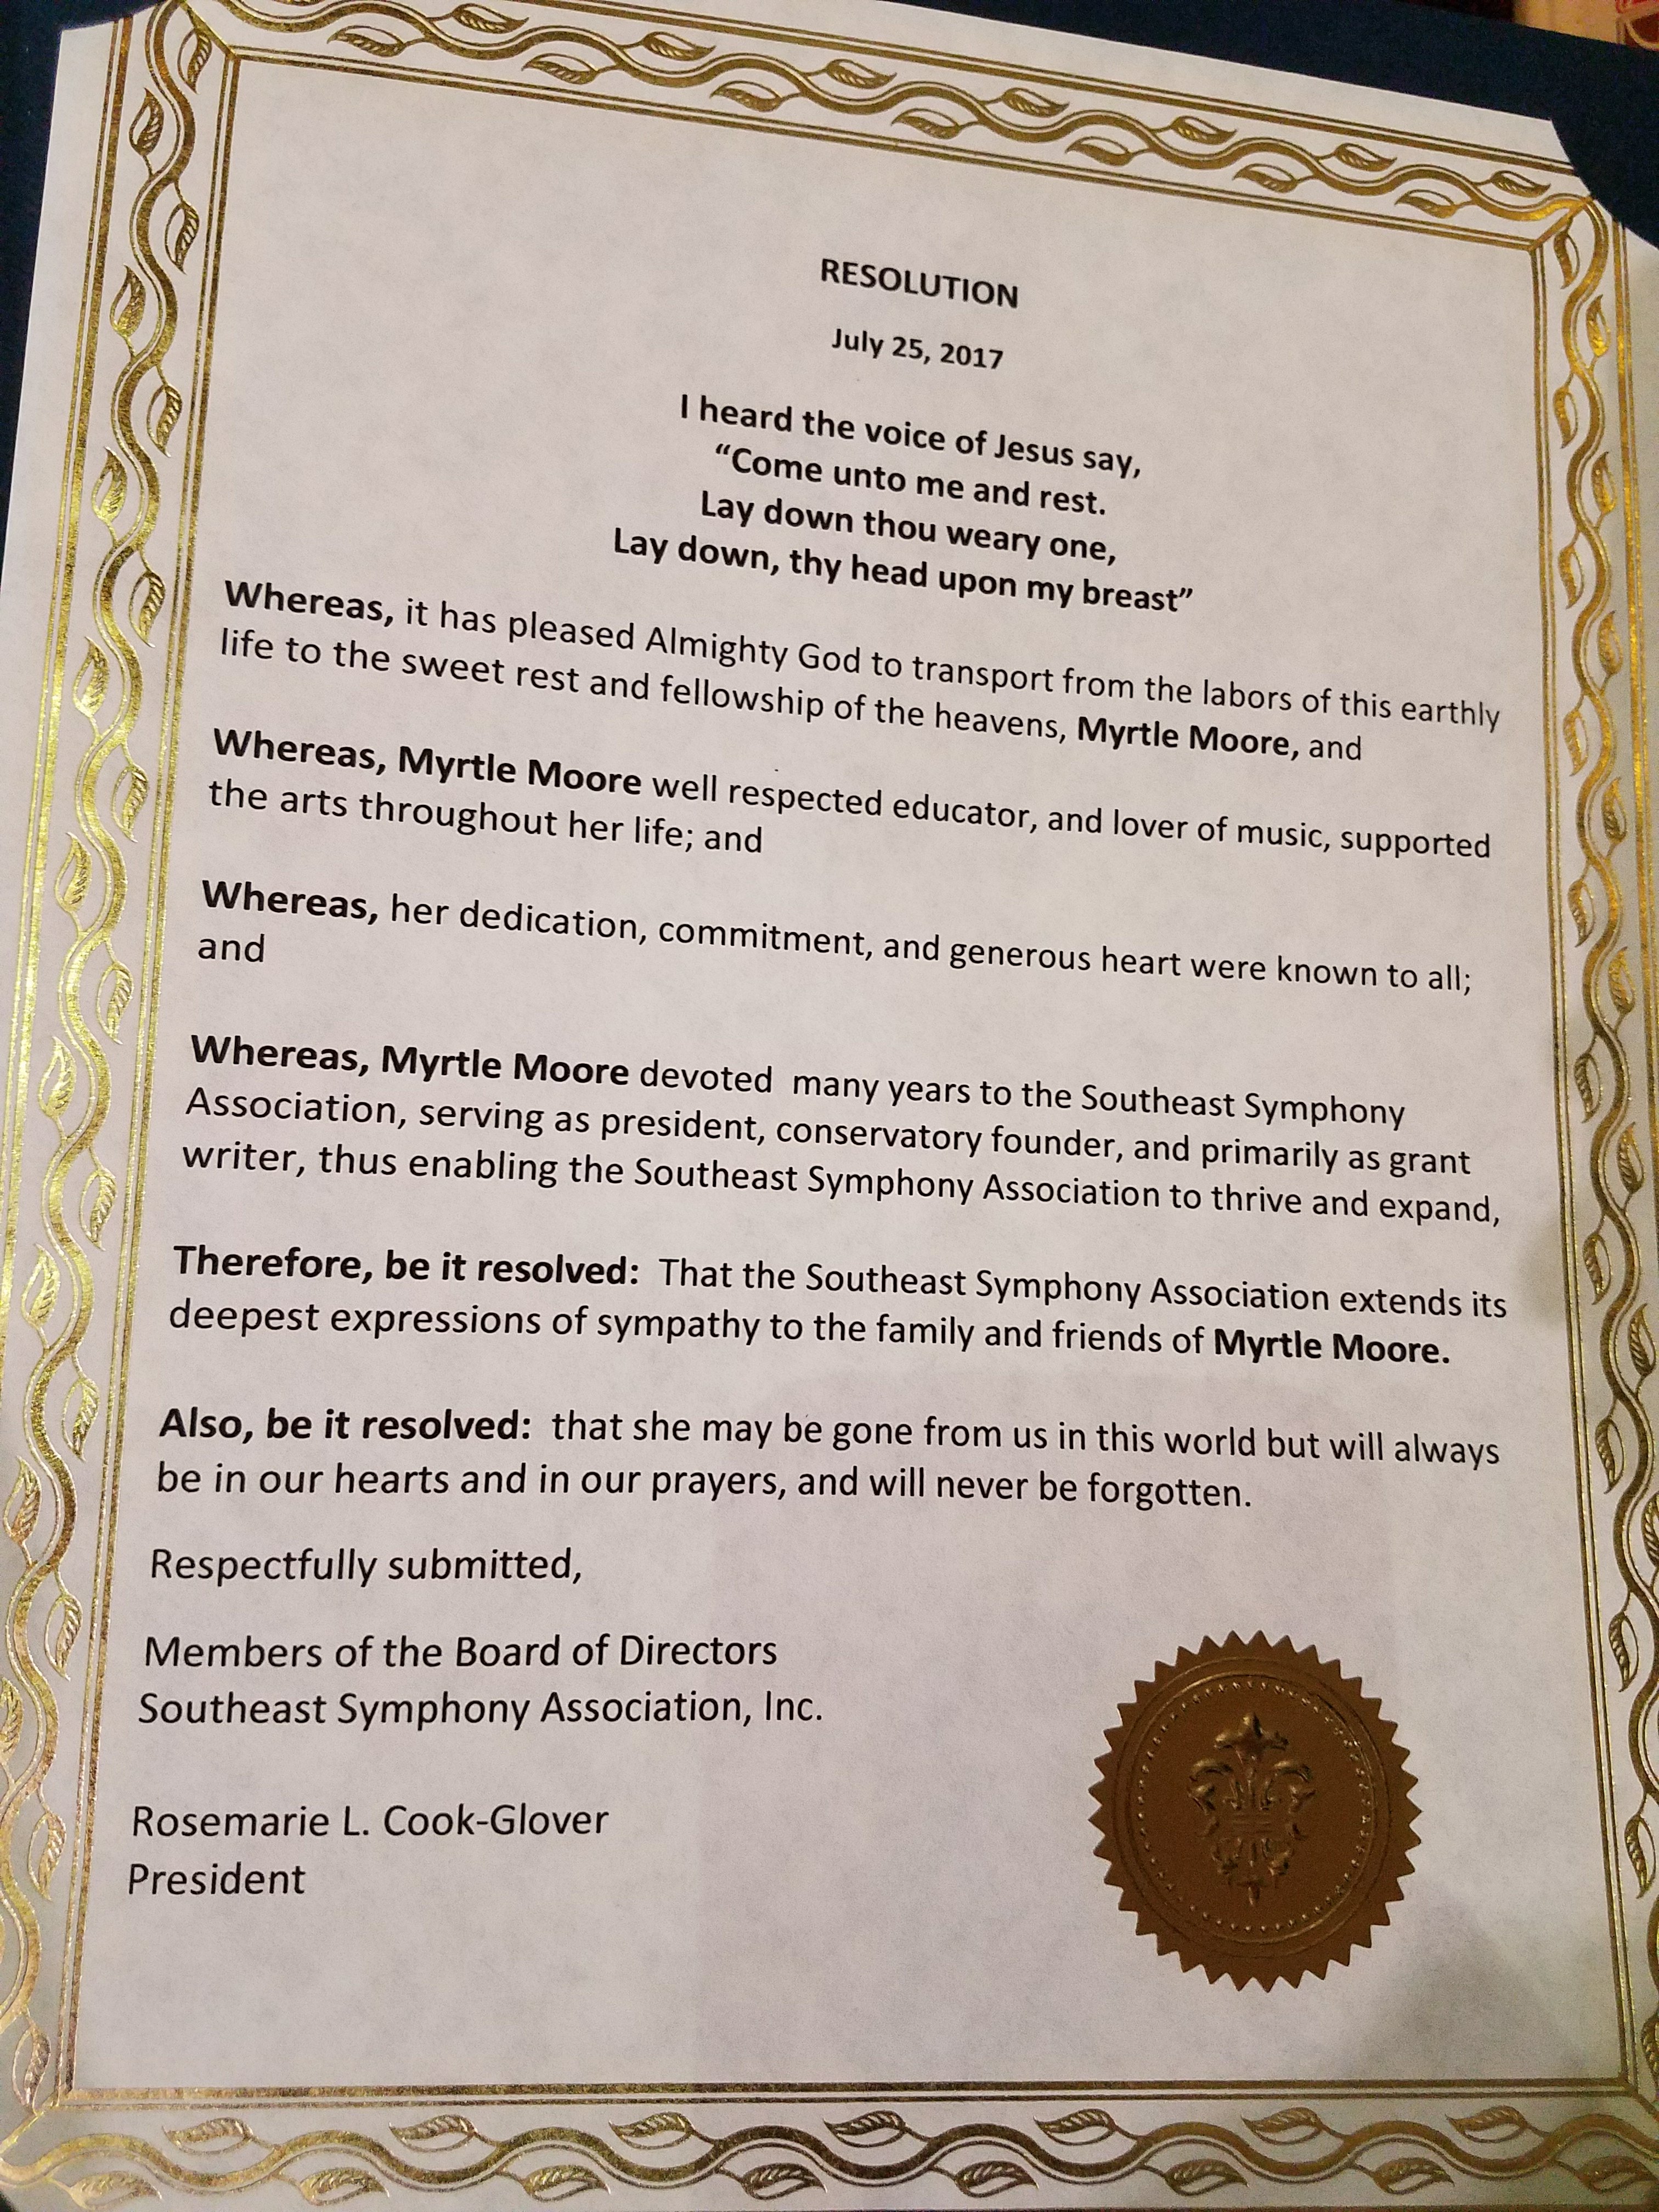 RESOLUTION
July 25, 2017
I heard the voice of Jesus say,
“Come unto me and rest.
Lay down thou weary one,
Lay down, thy head upon my breast”
Whereas, it has pleased Almighty God to transport from the labors of this earthly
life to the sweet rest and fellowship of the heavens, Myrtle Moore, and
Whereas, Myrtle Moore well respected educator, and lover of music, supported
the arts throughout her life; and
Whereas, her dedication, commitment, and generous heart were known to all;
and
Whereas, Myrtle Moore devoted  many years to the Southeast Symphony
Association, serving as president, conservatory founder, and primarily as grant
writer, thus enabling the Southeast Symphony Association to thrive and expand,
Therefore, be it resolved:  That the Southeast Symphony Association extends its
deepest expressions of sympathy to the family and friends of Myrtle Moore.
Also, be it resolved:  that she may be gone from us in this world but will always
be in our hearts and in our prayers, and will never be forgotten.
Respectfully submitted,
Members of the Board of Directors
Southeast Symphony Association, Inc.
Rosemarie L. Cook-Glover
President